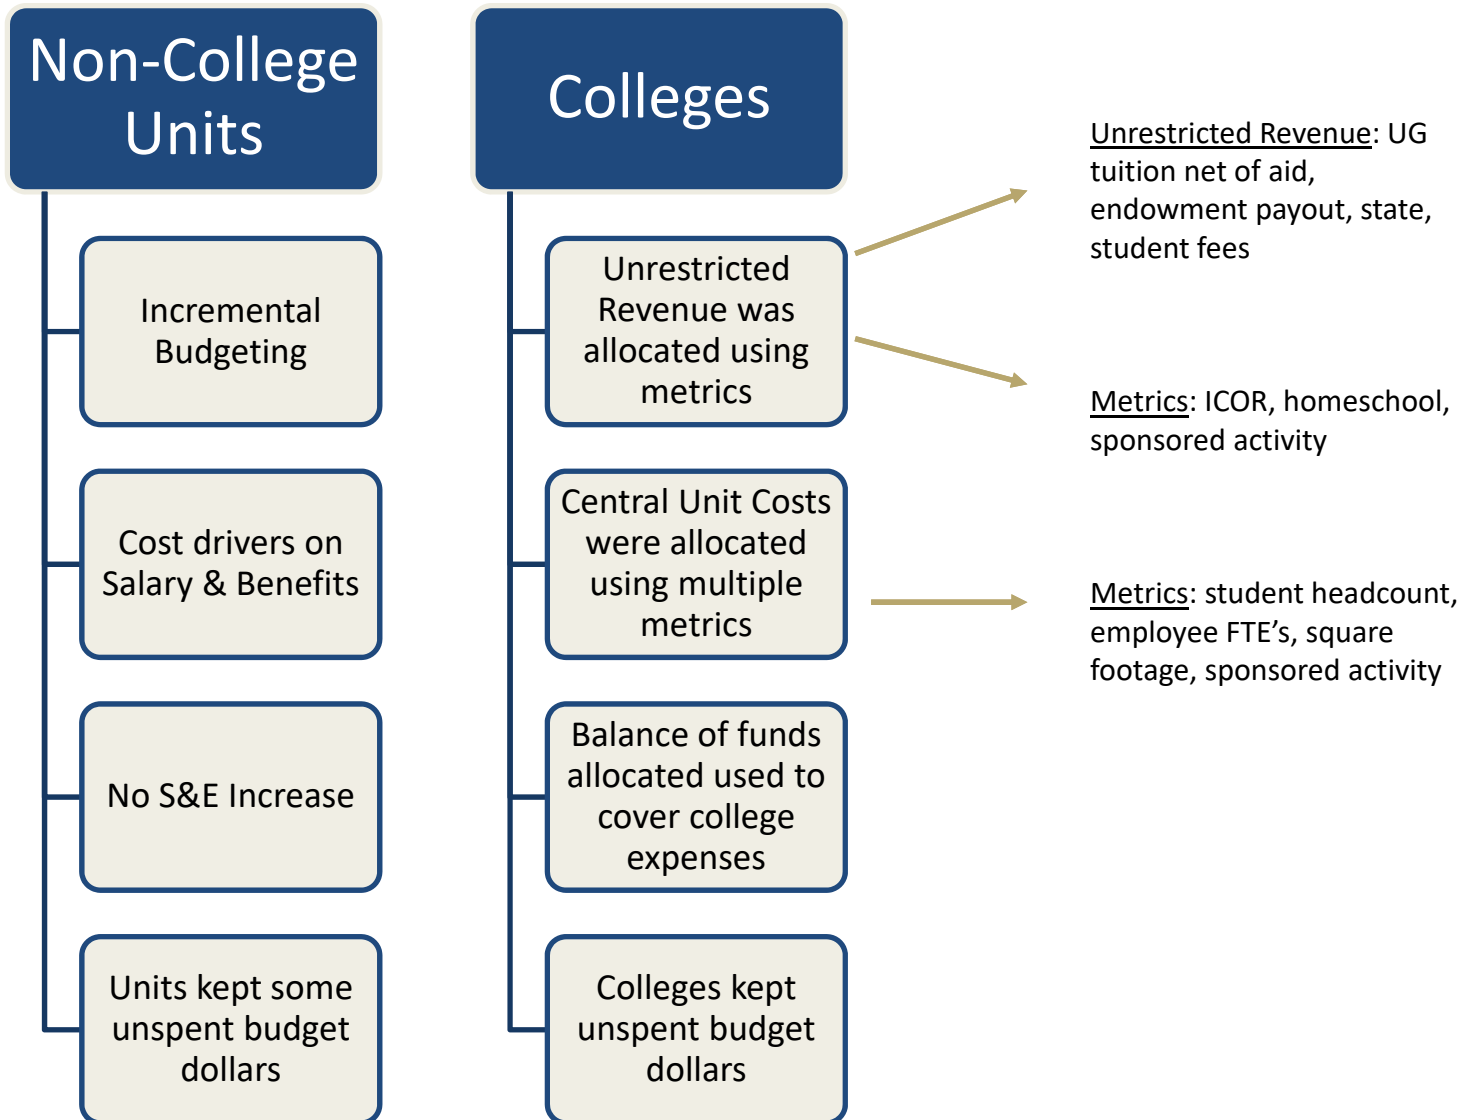 Non-College
Units
Incremental
Budgeting
Cost drivers on
Salary & Benefits
No S&E Increase
Units kept some
unspent budget
dollars
Colleges
Unrestricted
Revenue was
allocated using
metrics
Central Unit Costs
were allocated
using multiple
metrics
Balance of funds
allocated used to
cover college
expenses
Colleges kept
unspent budget
dollars
Unrestricted Revenue: UG
tuition net of aid,
endowment payout, state,
student fees
Metrics: ICOR, homeschool,
sponsored activity
Metrics: student headcount,
employee FTE’s, square
footage, sponsored activity